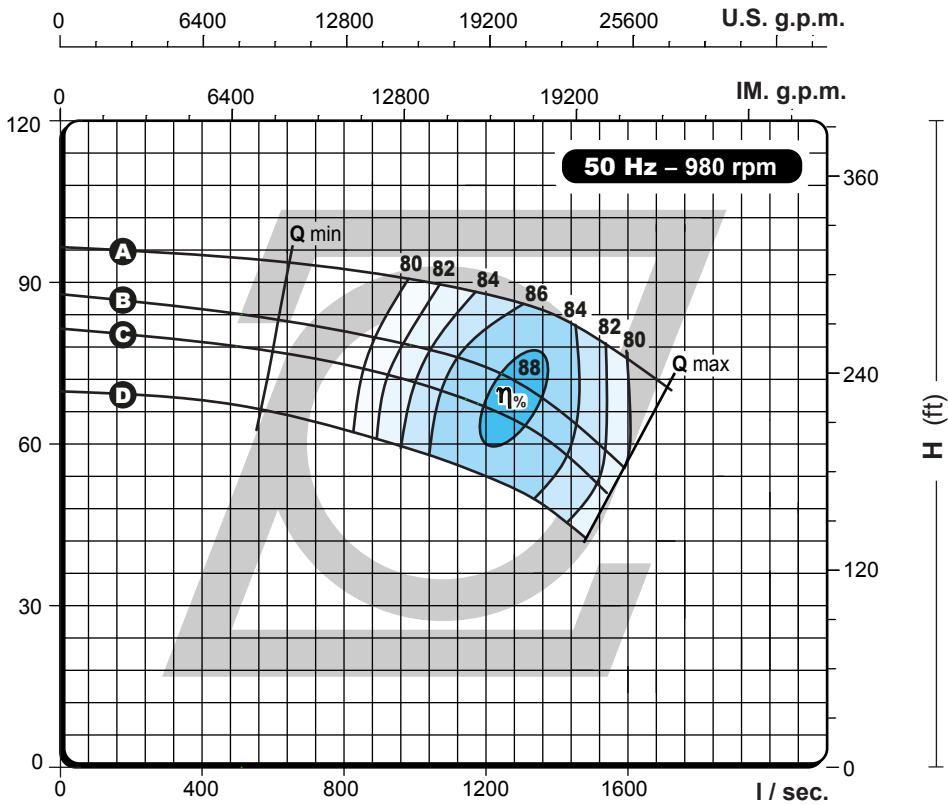 0 6400 12800 19200 25600 U.S. g.p.m.
0 6400 12800 19200 IM. g.p.m.
120
50 Hz – 980 rpm
360
Q min
A
80 82 84 86 84 82 80
90
B
C
88
η%
Q max
240
D
60
H (ft)
120
30
0
0
0 400 800 1200 1600 l / sec.